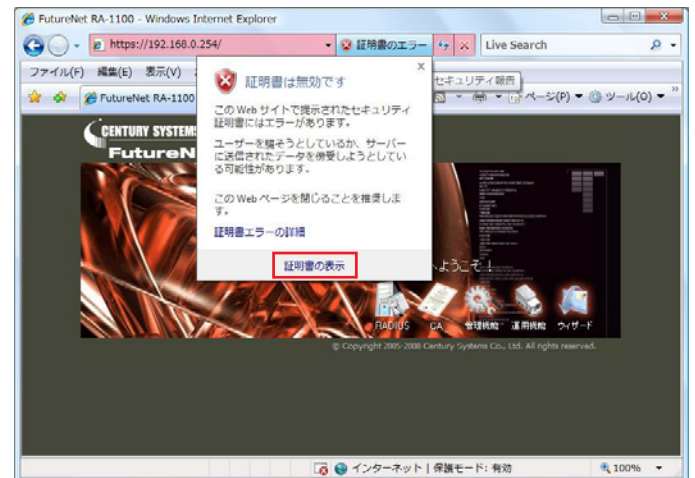 FutureNet RA-1100 - Windows Internet Explorer
https://192.168.0.254/
証明書のエラー
Live Search
ファイル(F) 編集(E) 表示(V)
セキュリティ報告
FutureNet RA-1100
ページ(P)
ツール(O)
CENTURY SYSTEMS
FutureN
証明書は無効です
この Web サイトで提示されたセキュリティ
証明書にはエラーがあります。
ユーザーを騙そうとしているか、サーバー
に送信されたデータを傍受しようとしてい
る可能性があります。
この Web ページを閉じることを推奨しま
す。
証明書エラーの詳細
証明書の表示
へようこそ!
RADIUS CA 管理機能 運用機能 ウィザード
© Copyright 2005-2008 Century Systems Co., Ltd. All rights reserved.
インターネット | 保護モード: 有効
100%